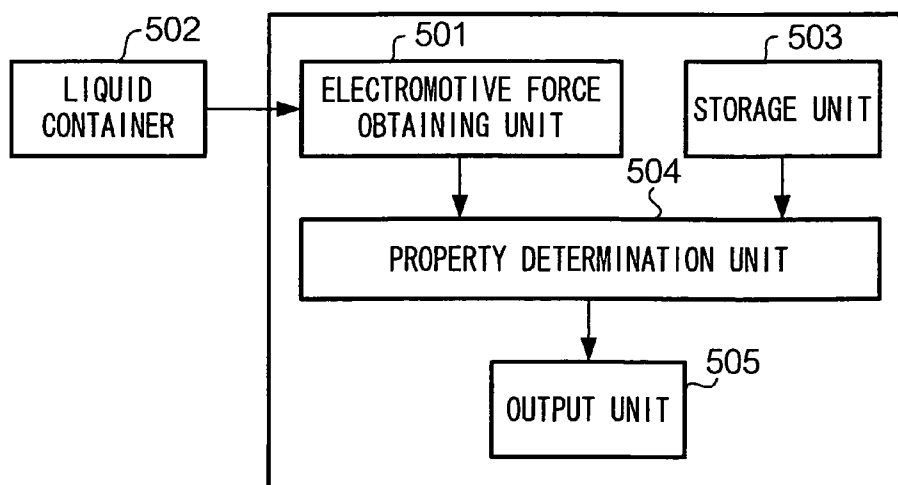 502
LIQUID
CONTAINER
501
ELECTROMOTIVE FORCE
OBTAINING UNIT
503
STORAGE UNIT
504
PROPERTY DETERMINATION UNIT
505
OUTPUT UNIT